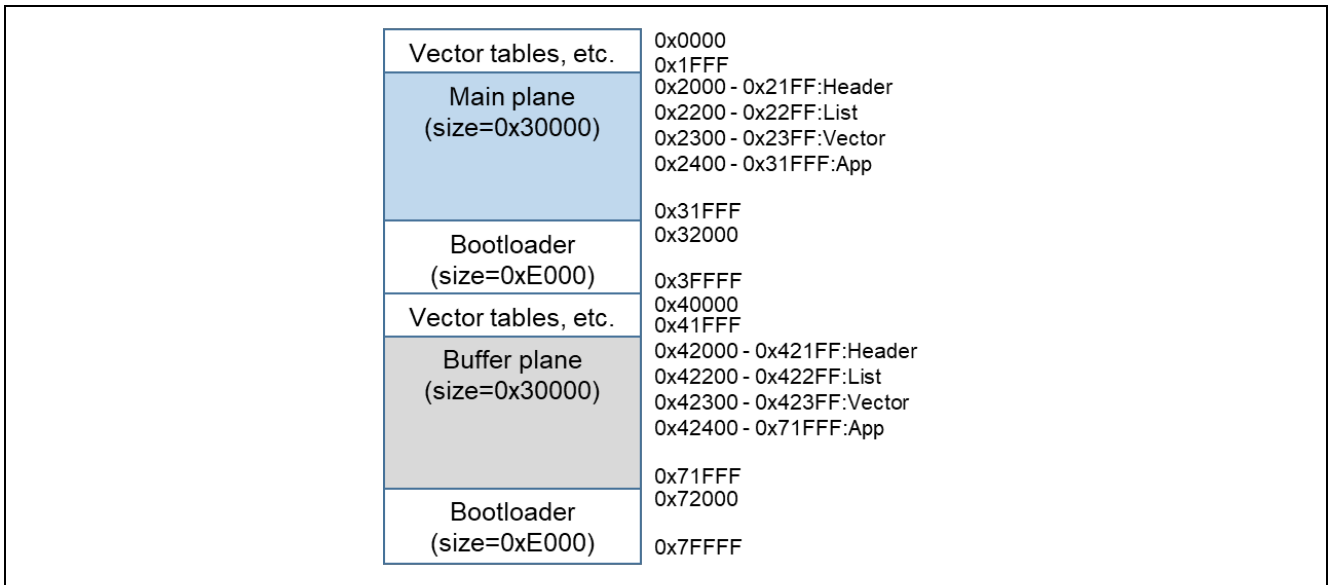 Vector tables, etc.
0x0000
0x1FFF
Main plane
(size=0x30000)
0x2000 - 0x21FF:Header
0x2200 - 0x22FF:List
0x2300 - 0x23FF:Vector
0x2400 - 0x31FFF:App
0x31FFF
0x32000
Bootloader
(size=0xE000)
0x3FFFF
0x40000
Vector tables, etc.
0x41FFF
Buffer plane
(size=0x30000)
0x42000 - 0x421FF:Header
0x42200 - 0x422FF:List
0x42300 - 0x423FF:Vector
0x42400 - 0x71FFF:App
0x71FFF
0x72000
Bootloader
(size=0xE000)
0x7FFFF